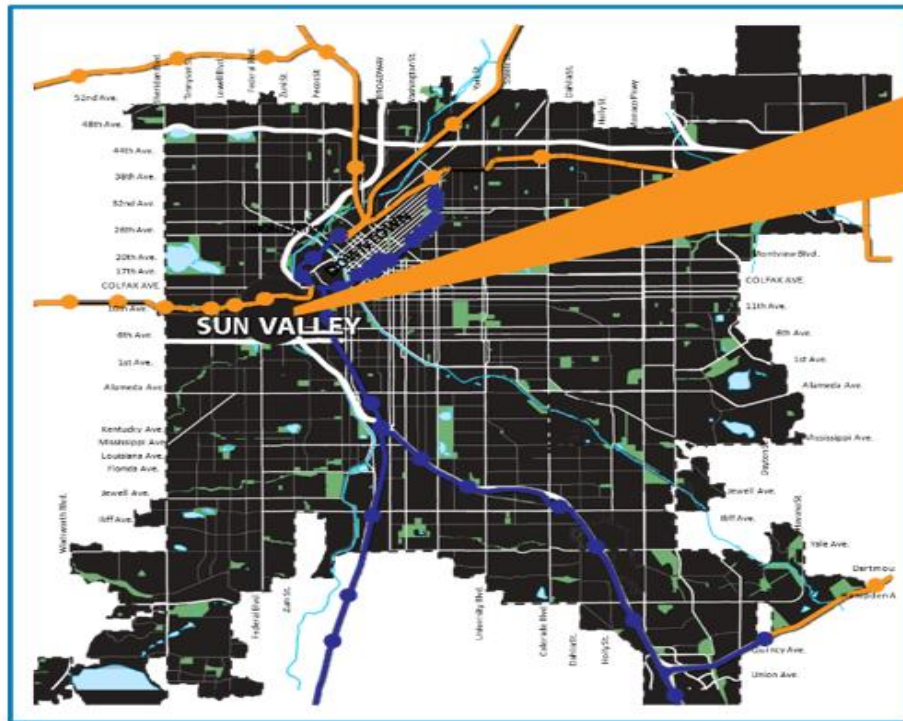 Sheridan Blvd.
Tennyson St.
Lowell Blvd.
Federal Blvd.
Zuni St.
Pecos St.
BROADWAY
Washington St.
York St.
Dahlia St.
Holly St.
Monaco Pkwy
52nd Ave.
48th Ave.
44th Ave.
38th Ave.
32nd Ave.
26th Ave.
20th Ave.
17th Ave.
COLFAX AVE.
10th Ave.
6th Ave.
1st Ave.
Alameda Ave.
Kentucky Ave.
Mississippi Ave.
Louisiana Ave.
Florida Ave.
Jewell Ave.
Iliff Ave.
DOWNTOWN
SUN VALLEY
Montview Blvd.
COLFAX AVE.
11th Ave.
6th Ave.
1st Ave.
Alameda Ave.
Mississippi Ave.
Dayton St.
Jewell Ave.
Iliff Ave.
Havana St.
Yale Ave.
Dartmou
Quincy Ave.
Union Ave.
Wadsworth Blvd.
Federal Blvd.
Zuni St.
University Blvd.
Colorado Blvd.
Dahlia St.
Holly St.